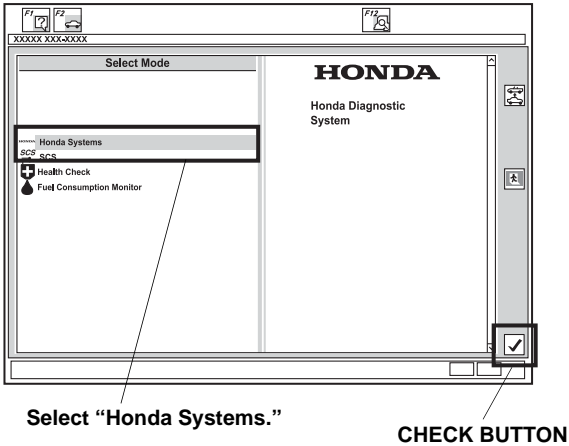 F1 F2 F12
XXXXX XXX-XXXX
Select Mode
HONDA
Honda Diagnostic
System
HONDA Honda Systems
SCS SCS
Health Check
Fuel Consumption Monitor
Select “Honda Systems.”
CHECK BUTTON